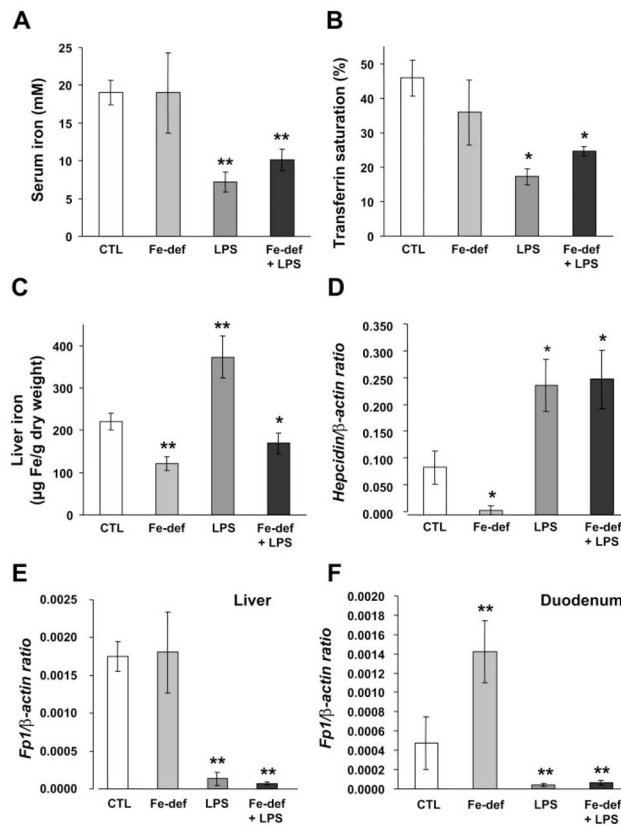 A
Serum iron (mM)
25
20
15
10
5
0
**
**
CTL
Fe-def
LPS
Fe-def
+ LPS
B
Transferrin saturation (%)
60
50
40
30
20
10
0
*
*
CTL
Fe-def
LPS
Fe-def
+ LPS
C
Liver iron
(µg Fe/g dry weight)
400
300
200
100
0
**
**
*
CTL
Fe-def
LPS
Fe-def
+ LPS
D
Hepcidin/β-actin ratio
0.350
0.300
0.250
0.200
0.150
0.100
0.050
0.000
*
*
*
CTL
Fe-def
LPS
Fe-def
+ LPS
E
Liver
Fp1/β-actin ratio
0.0025
0.0020
0.0015
0.0010
0.0005
0.0000
**
**
CTL
Fe-def
LPS
Fe-def
+ LPS
F
Duodenum
Fp1/β-actin ratio
0.0020
0.0018
0.0016
0.0014
0.0012
0.0010
0.0008
0.0006
0.0004
0.0002
0.0000
**
**
**
CTL
Fe-def
LPS
Fe-def
+ LPS